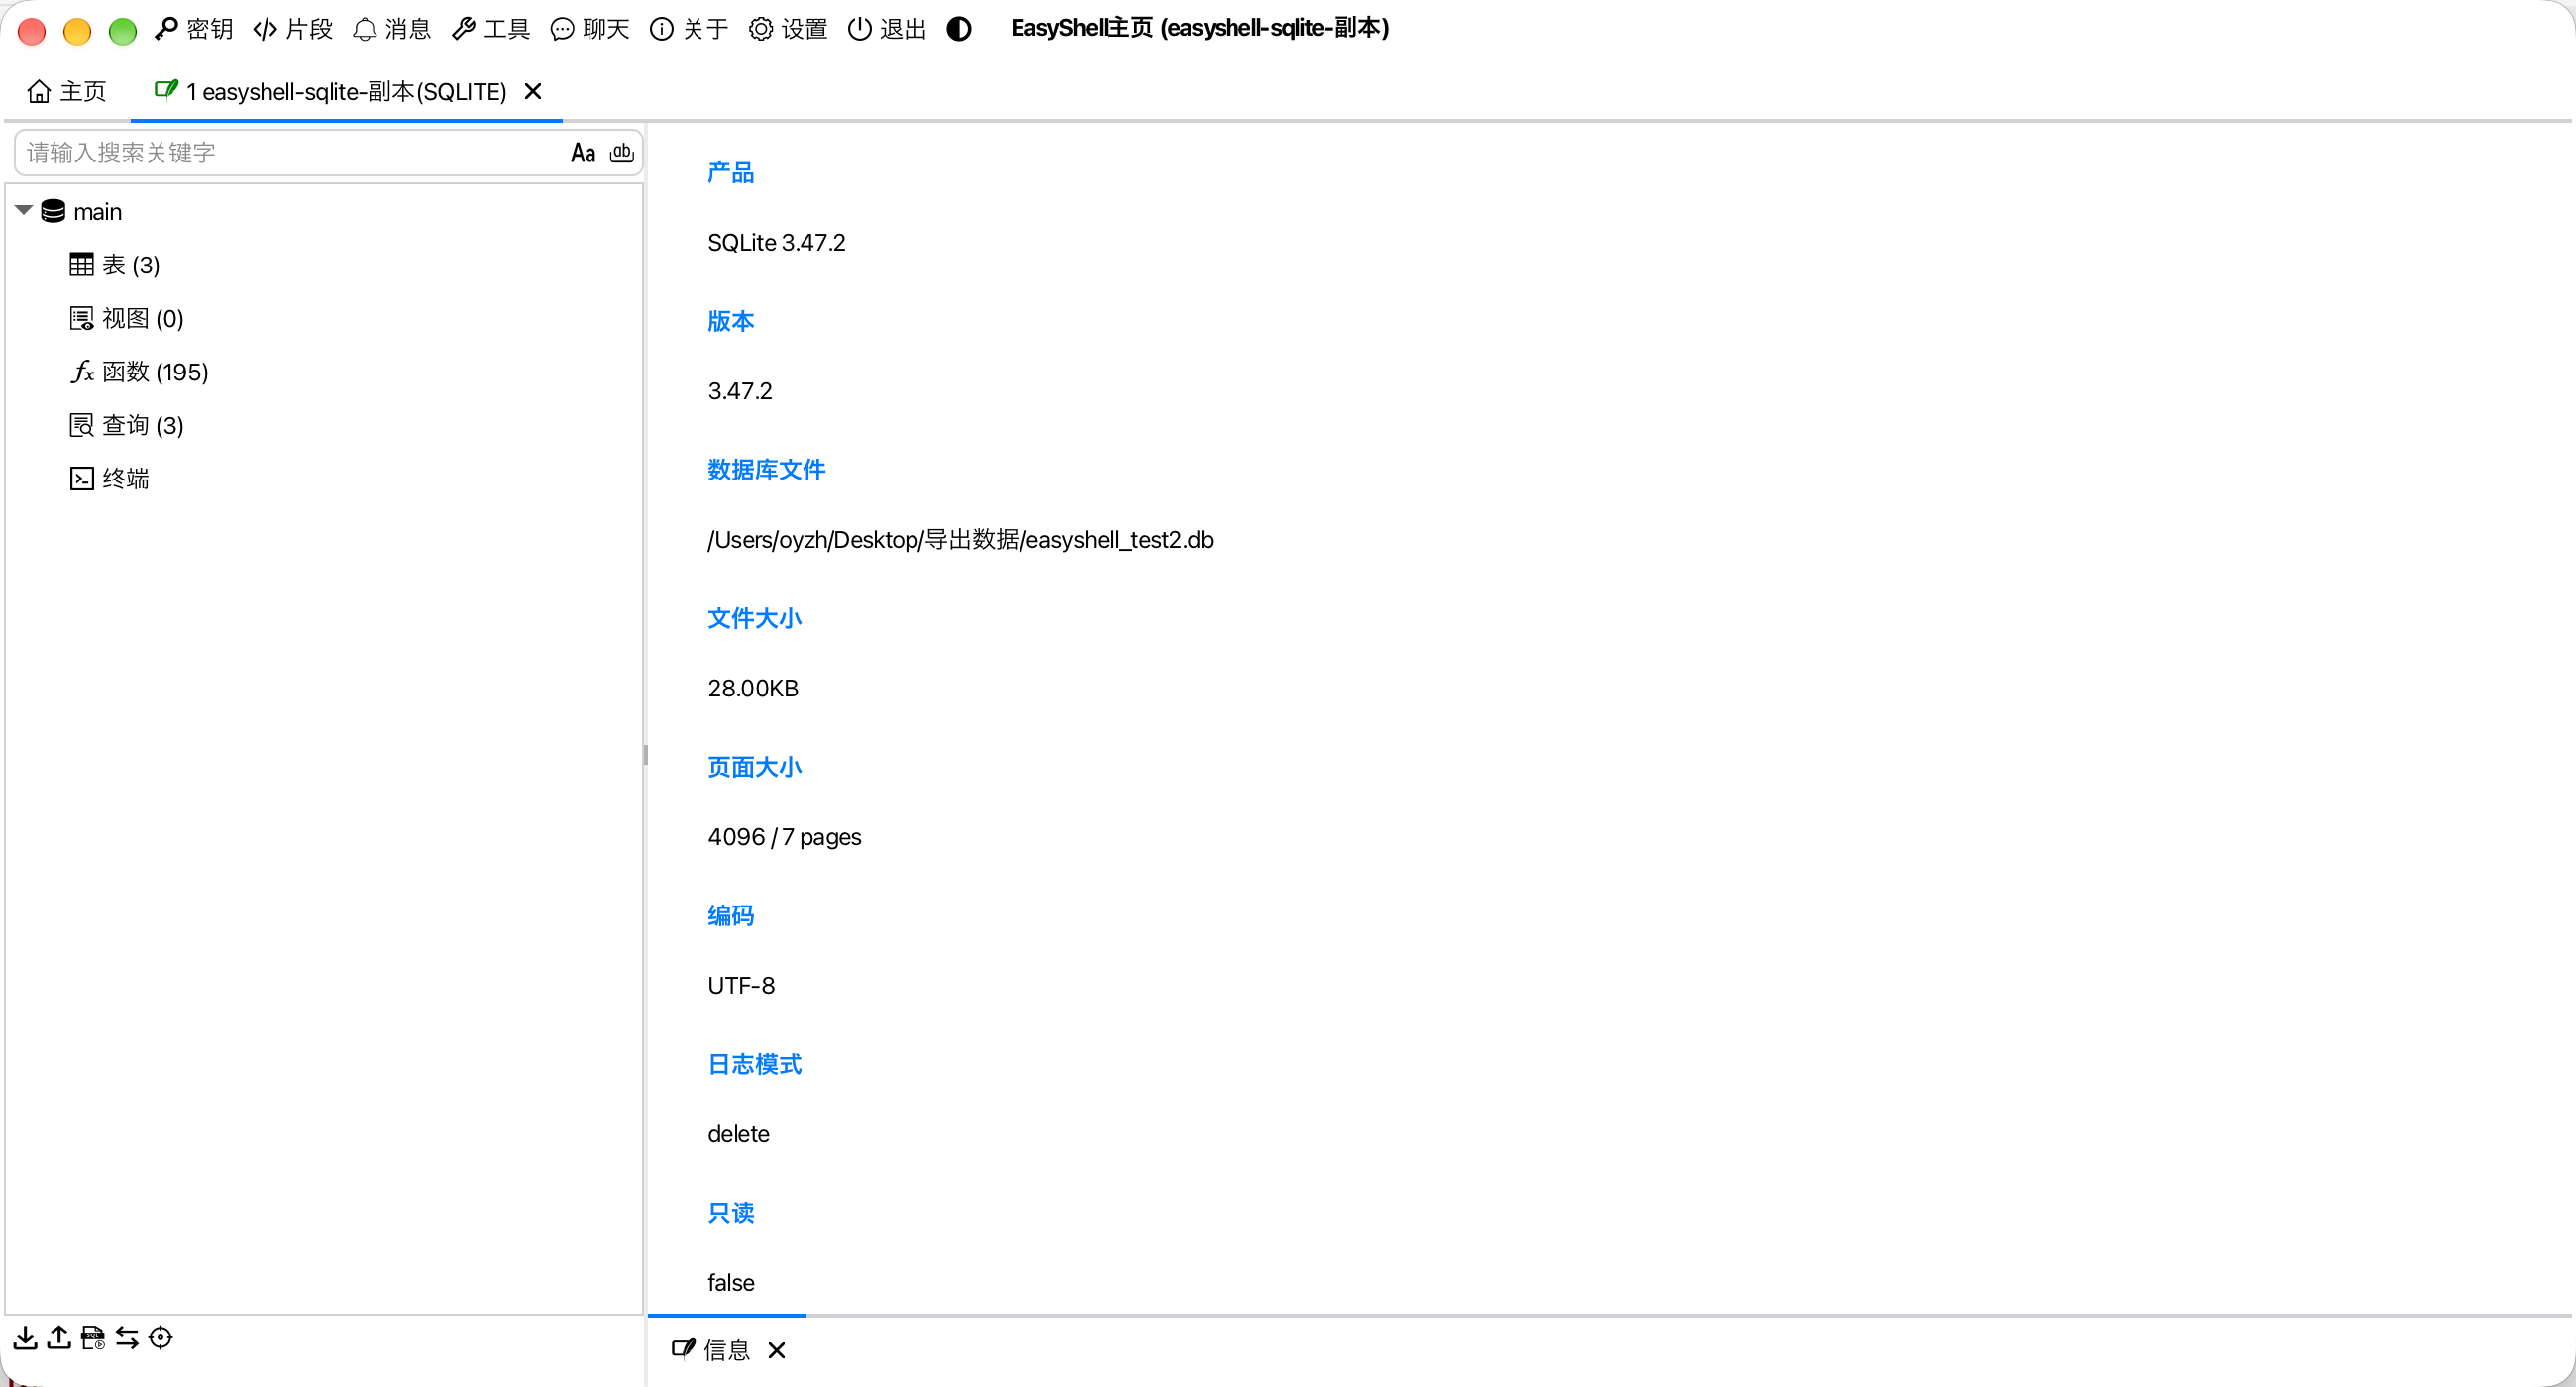 密钥 片段 消息 工具 聊天 关于 设置 退出 EasyShell主页 (easyshell-sqlite-副本)
主页 1 easyshell-sqlite-副本(SQLITE)
请输入搜索关键字 Aa ab
main
表 (3)
视图 (0)
函数 (195)
查询 (3)
终端
产品
SQLite 3.47.2
版本
3.47.2
数据库文件
/Users/oyzh/Desktop/导出数据/easyshell_test2.db
文件大小
28.00KB
页面大小
4096 / 7 pages
编码
UTF-8
日志模式
delete
只读
false
SQL
信息